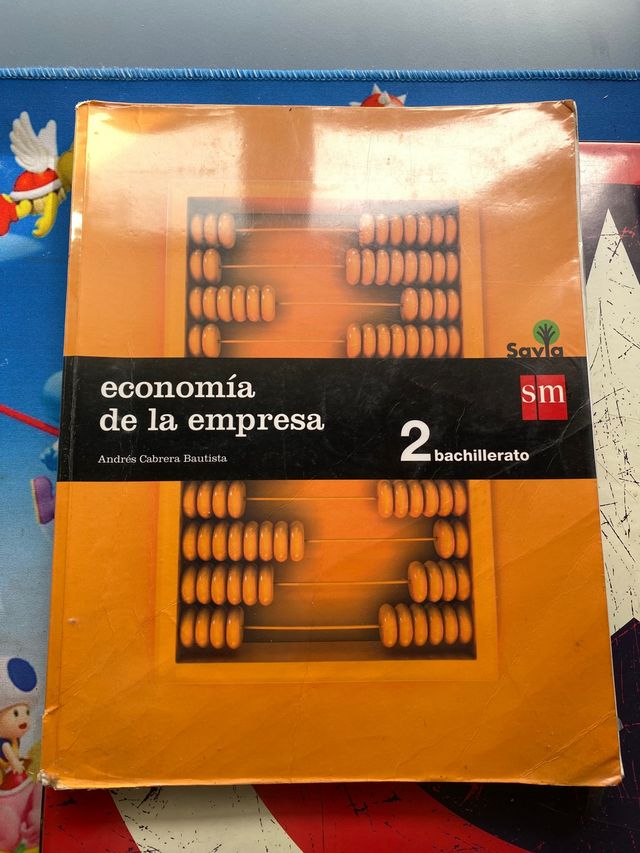 Savia
sm
economía
de la empresa
Andrés Cabrera Bautista
2 bachillerato